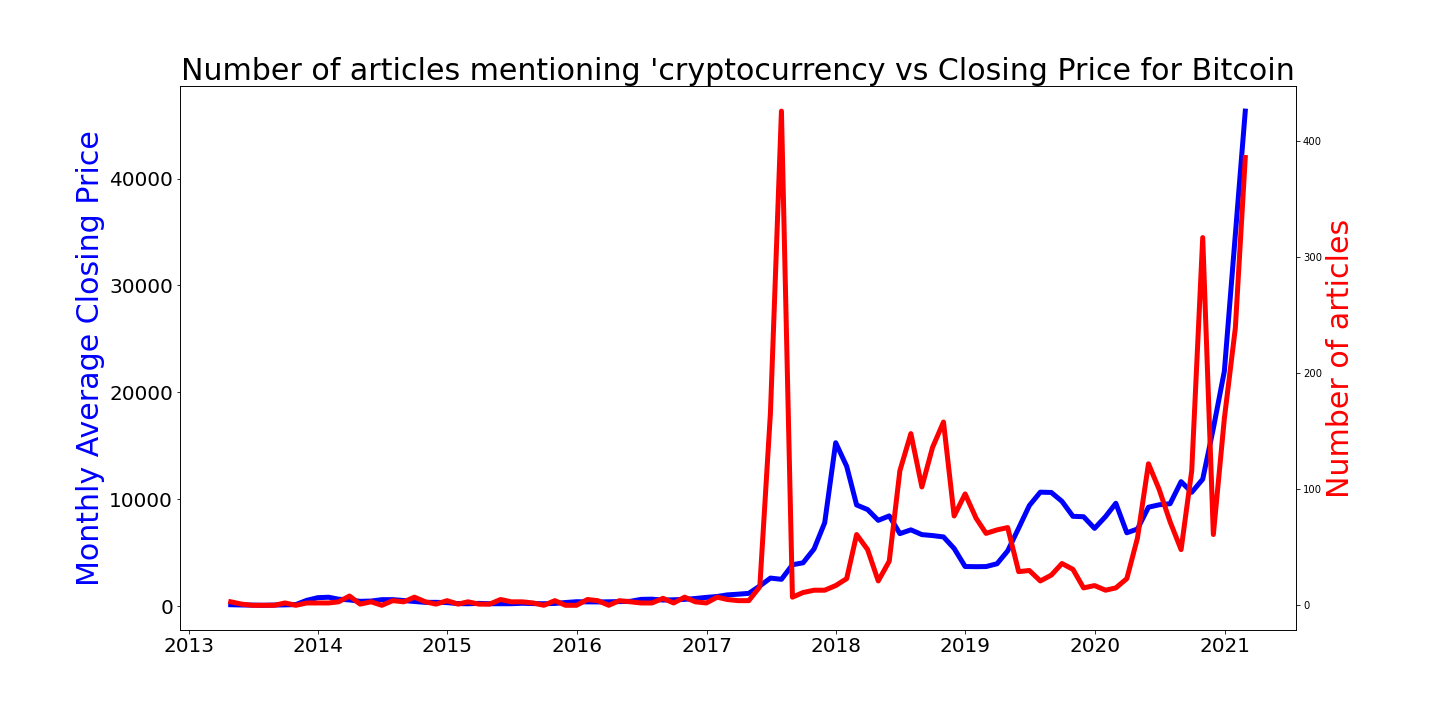 Number of articles mentioning 'cryptocurrency vs Closing Price for Bitcoin
Monthly Average Closing Price
40000
30000
20000
10000
0
400
300
200
100
0
Number of articles
2013 2014 2015 2016 2017 2018 2019 2020 2021